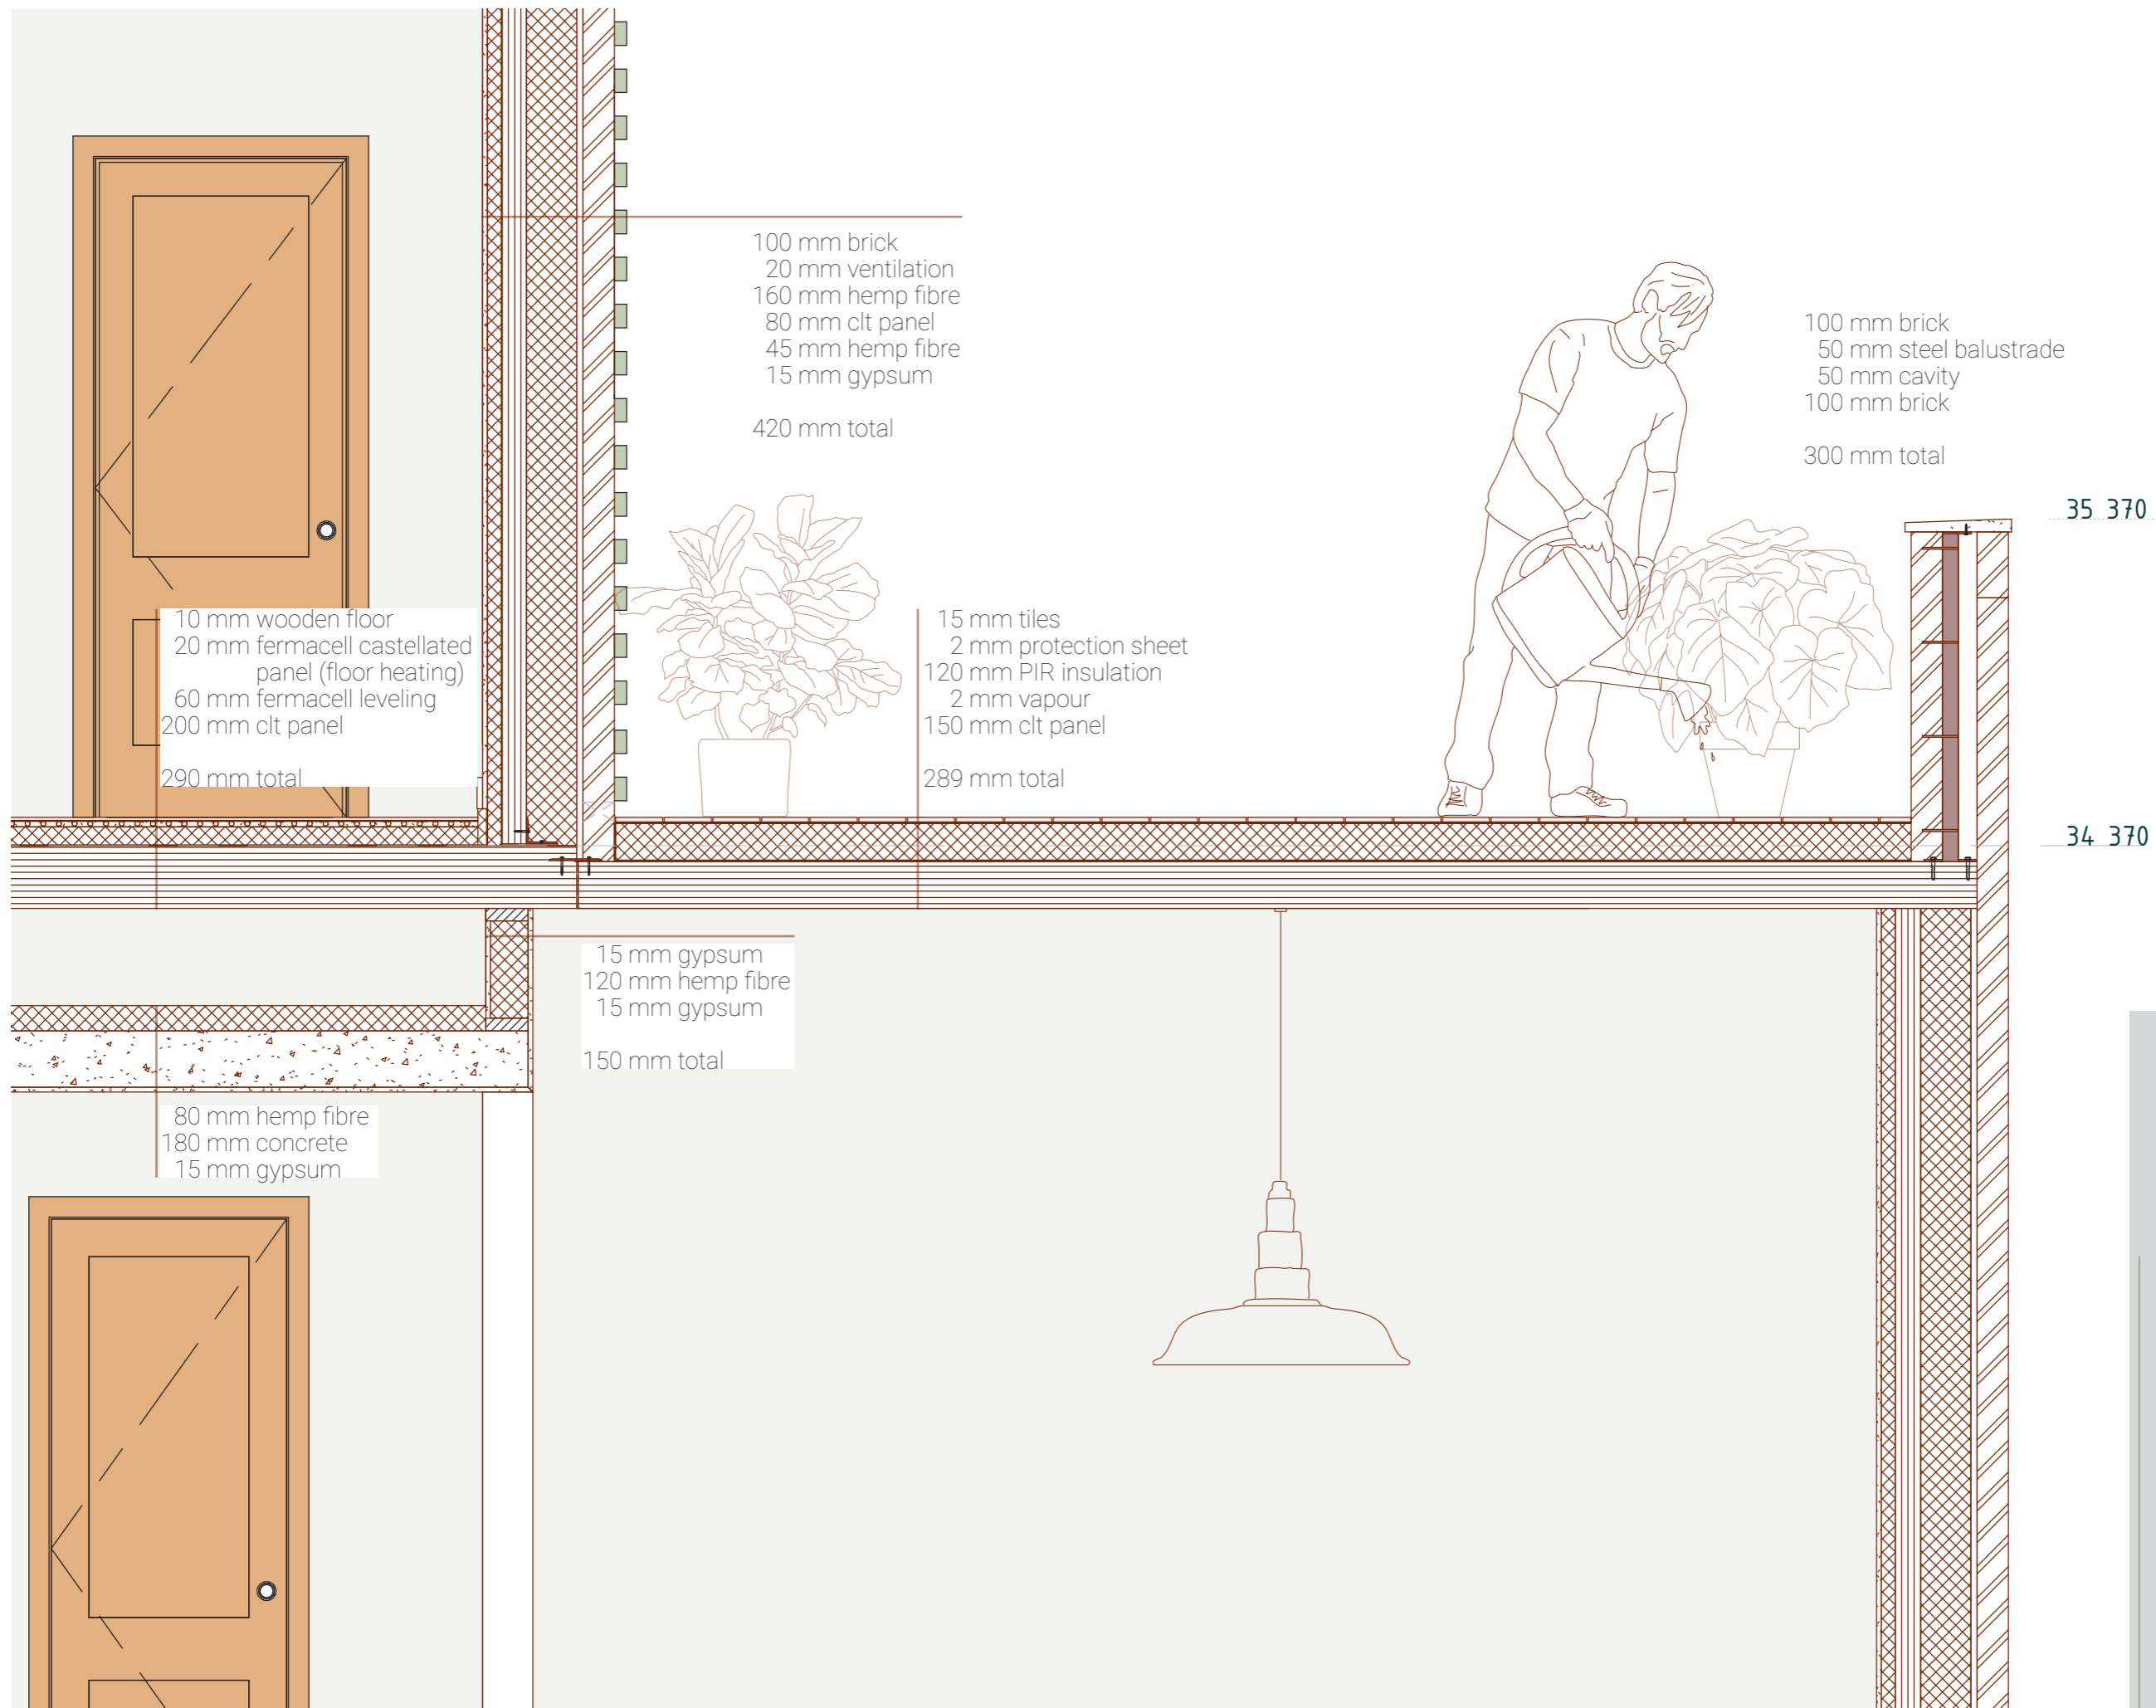 100 mm brick
20 mm ventilation
160 mm hemp fibre
80 mm clt panel
45 mm hemp fibre
15 mm gypsum
420 mm total
100 mm brick
50 mm steel balustrade
50 mm cavity
100 mm brick
300 mm total
35 370
10 mm wooden floor
20 mm fermacell castellated
panel (floor heating)
60 mm fermacell leveling
200 mm clt panel
290 mm total
15 mm tiles
2 mm protection sheet
120 mm PIR insulation
2 mm vapour
150 mm clt panel
289 mm total
34 370
15 mm gypsum
120 mm hemp fibre
15 mm gypsum
150 mm total
80 mm hemp fibre
180 mm concrete
15 mm gypsum